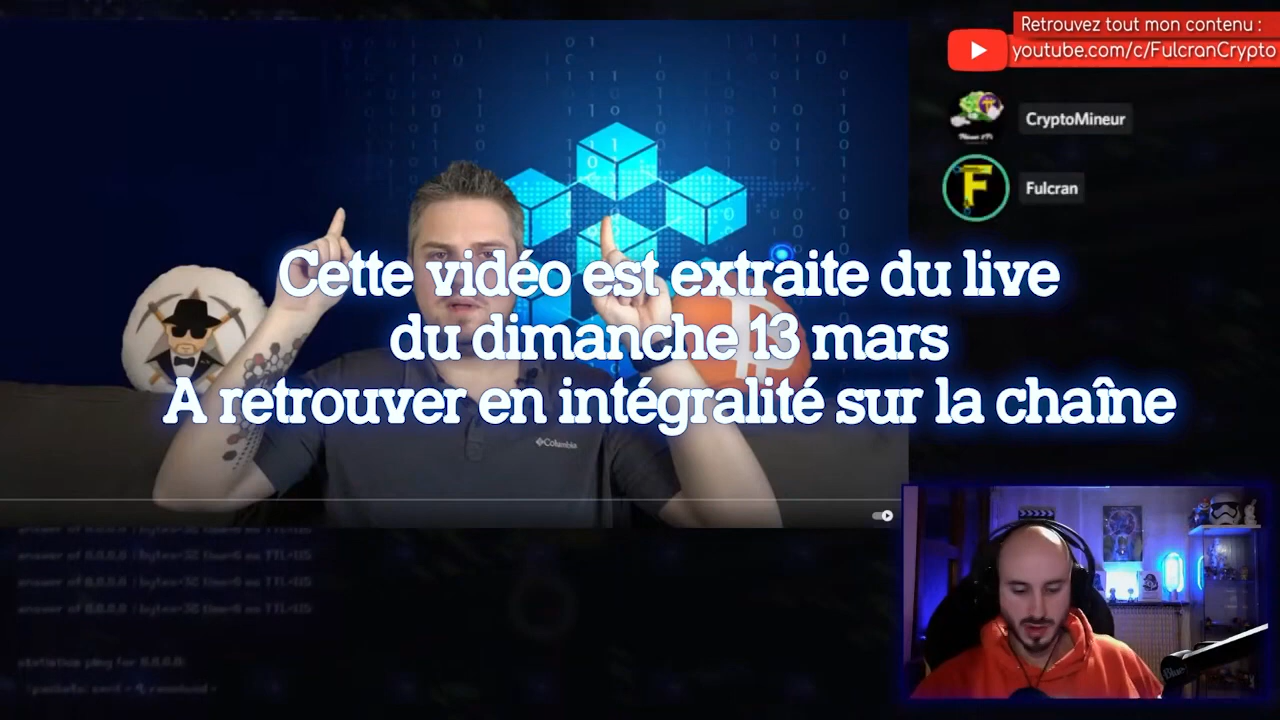 Retrouvez tout mon contenu :
youtube.com/c/FulcranCrypto
CryptoMineur
Fulcran
Cette vidéo est extraite du live
du dimanche 13 mars
A retrouver en intégralité sur la chaîne
Columbia
Blue